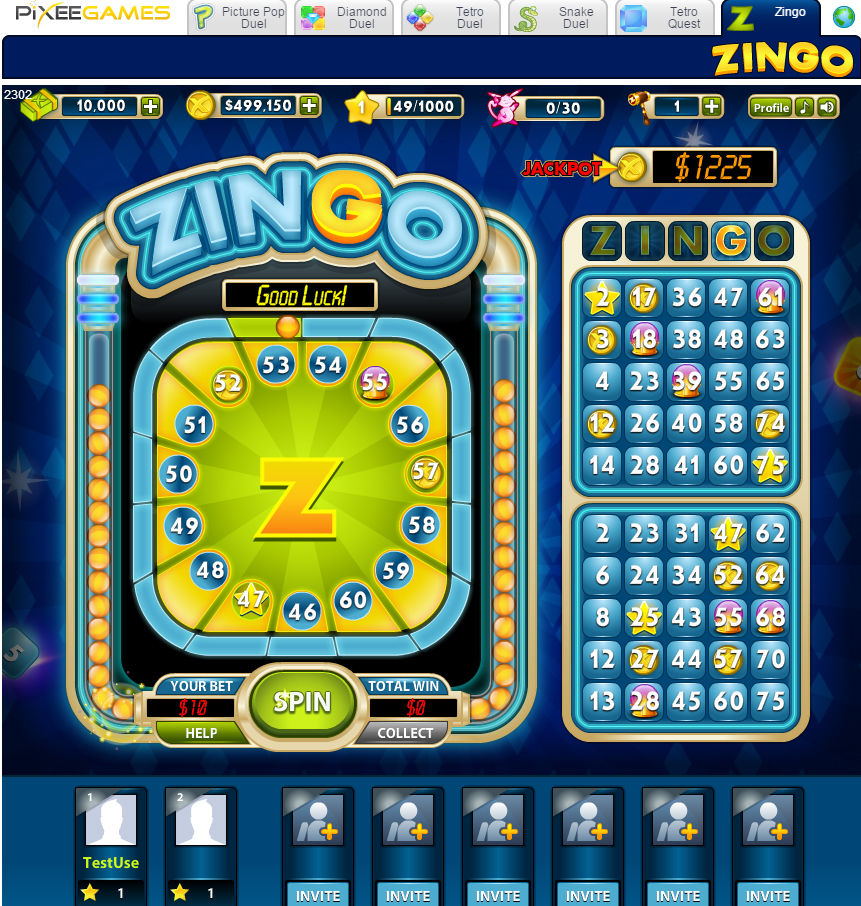 PiXEEGAMES Picture Pop Duel Diamond Duel Tetro Duel Snake Duel Tetro Quest Zingo
ZINGO
2302 10,000 $499,150 1 49/1000 0/30 1 Profile
JACKPOT $1225
ZINGO
Good Luck!
53 54
52 55
51 56
50 57
49 58
48 59
47 46 60
Z
YOUR BET TOTAL WIN
$10 SPIN $0
HELP COLLECT
Z I N G O
2 17 36 47 61
3 18 38 48 63
4 23 39 55 65
12 26 40 58 74
14 28 41 60 75
2 23 31 47 62
6 24 34 52 64
8 25 43 55 68
12 27 44 57 70
13 28 45 60 75
5
1 2
TestUse
1 1 INVITE INVITE INVITE INVITE INVITE INVITE